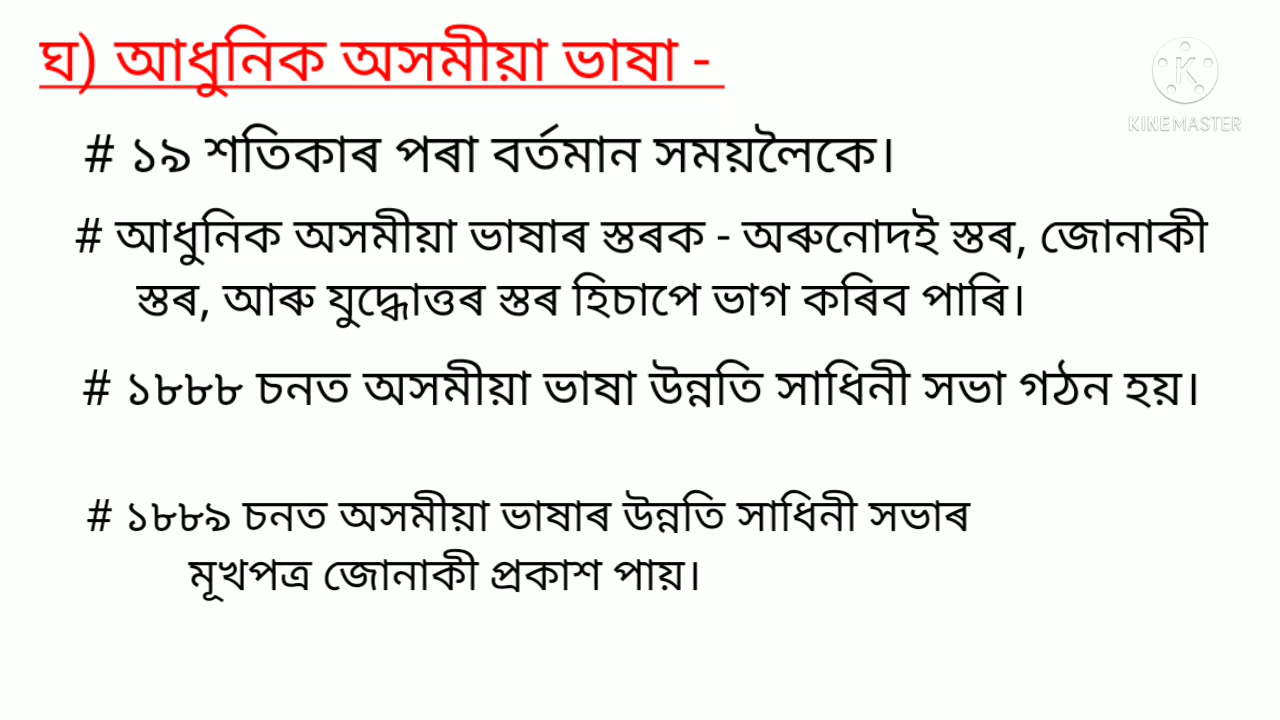 ঘ) আধুনিক অসমীয়া ভাষা -
K
KINEMASTER
# ১৯ শতিকাৰ পৰা বৰ্তমান সময়লৈকে।
# আধুনিক অসমীয়া ভাষাৰ স্তৰক - অৰুনোদই স্তৰ, জোনাকী
স্তৰ, আৰু যুদ্ধোত্তৰ স্তৰ হিচাপে ভাগ কৰিব পাৰি।
# ১৮৮৮ চনত অসমীয়া ভাষা উন্নতি সাধিনী সভা গঠন হয়।
# ১৮৮৯ চনত অসমীয়া ভাষাৰ উন্নতি সাধিনী সভাৰ
মূখপত্ৰ জোনাকী প্ৰকাশ পায়।